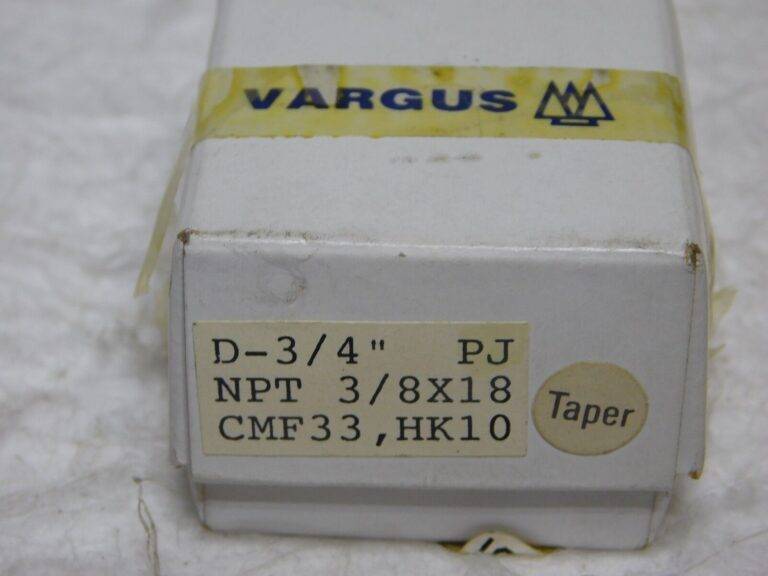 VARGUS
D-3/4" PJ
NPT 3/8X18
CMF33,HK10
Taper